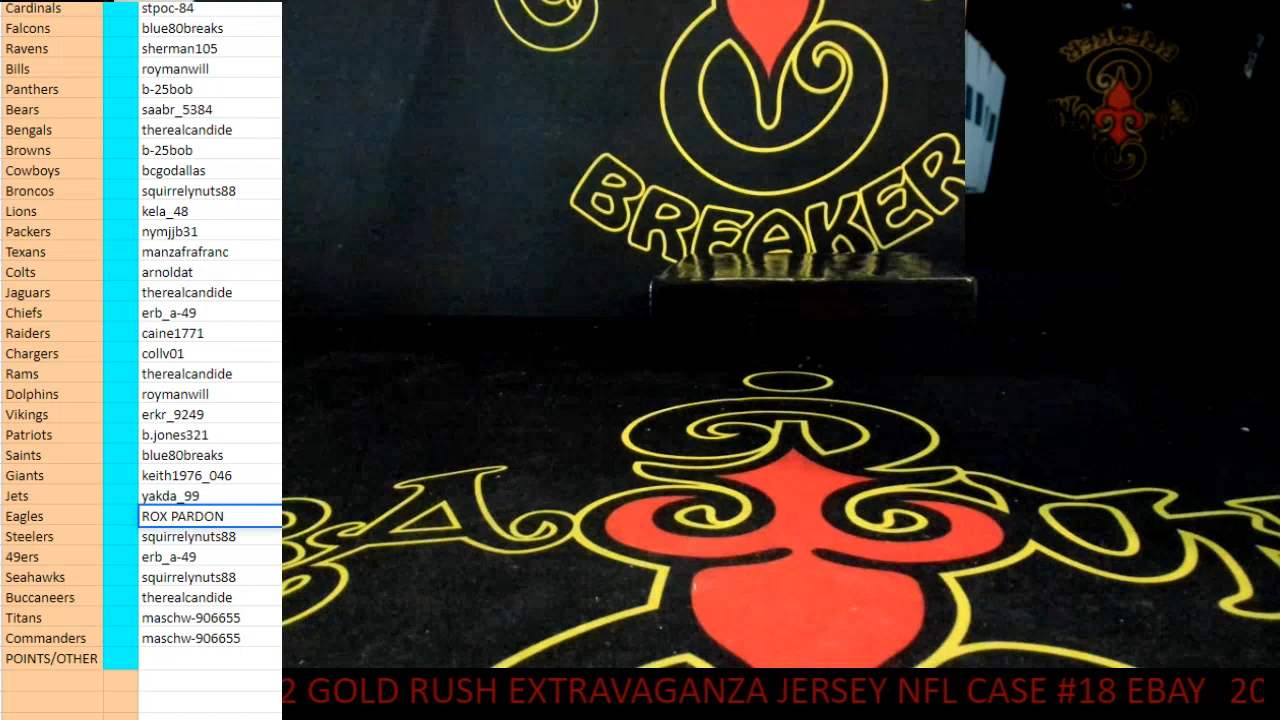 Cardinals stpoc-84
Falcons blue80breaks
Ravens sherman105
Bills roymanwill
Panthers b-25bob
Bears saabr_5384
Bengals therealcandide
Browns b-25bob
Cowboys bcgodallas
Broncos squirrelynuts88
Lions kela_48
Packers nymjjb31
Texans manzafrafranc
Colts arnoldat
Jaguars therealcandide
Chiefs erb_a-49
Raiders caine1771
Chargers collv01
Rams therealcandide
Dolphins roymanwill
Vikings erkr_9249
Patriots b.jones321
Saints blue80breaks
Giants keith1976_046
Jets yakda_99
Eagles ROX PARDON
Steelers squirrelynuts88
49ers erb_a-49
Seahawks squirrelynuts88
Buccaneers therealcandide
Titans maschw-906655
Commanders maschw-906655
POINTS/OTHER
BREAKER
2 GOLD RUSH EXTRAVAGANZA JERSEY NFL CASE #18 EBAY 20